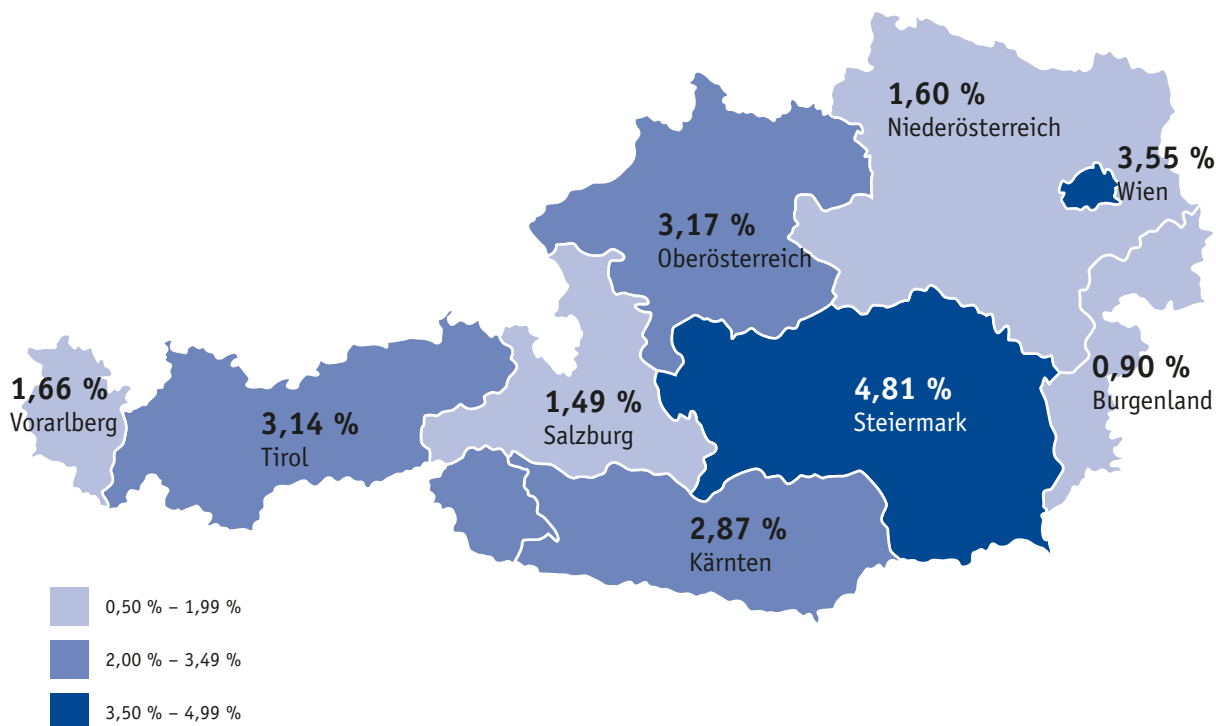 1,60 %
Niederösterreich
3,55 %
Wien
3,17 %
Oberösterreich
0,90 %
Burgenland
1,66 %
Vorarlberg
4,81 %
Steiermark
1,49 %
Salzburg
3,14 %
Tirol
2,87 %
Kärnten
0,50 % – 1,99 %
2,00 % – 3,49 %
3,50 % – 4,99 %